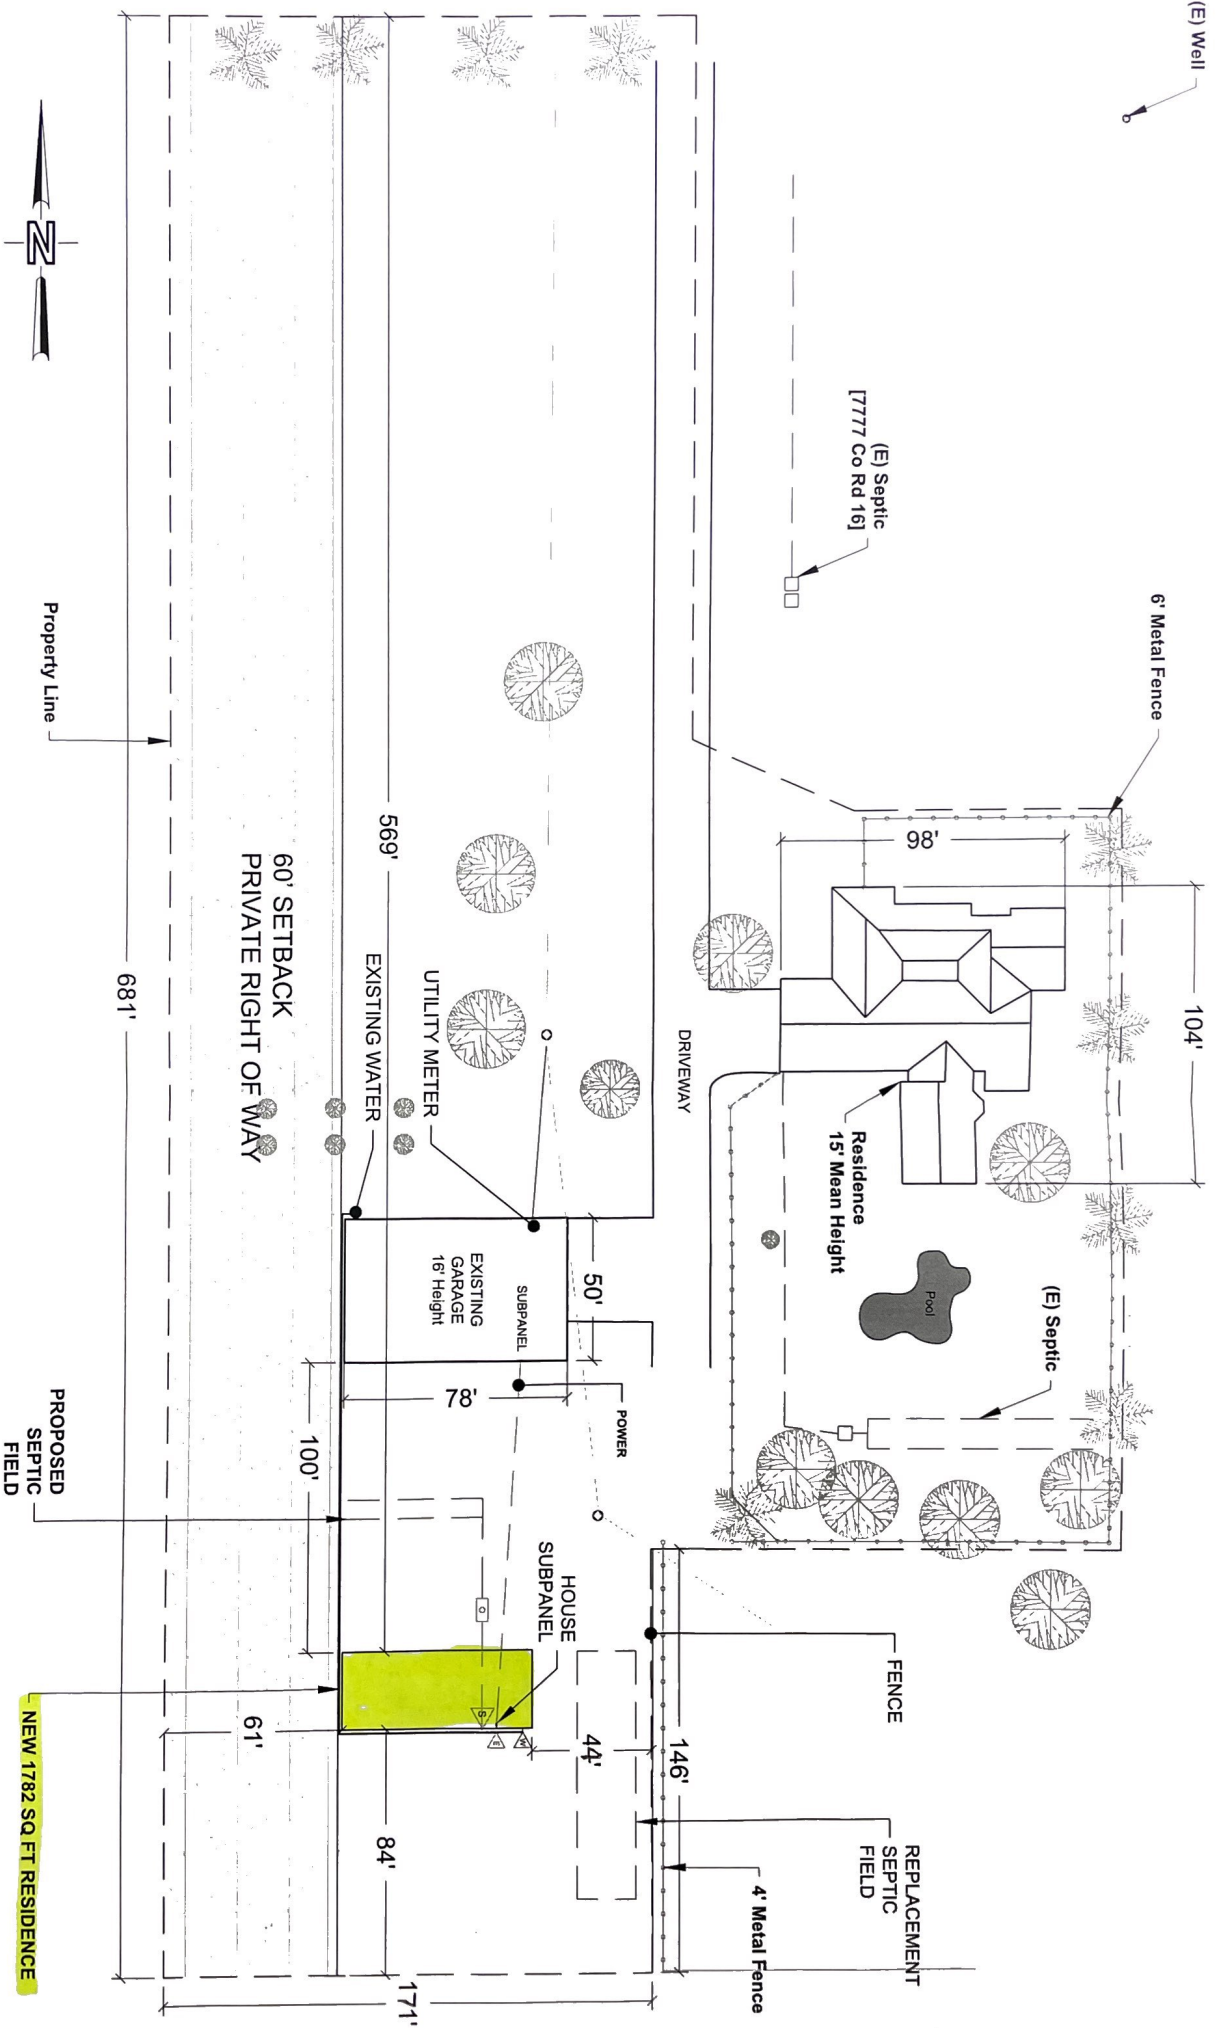 (E) Well
(E) Septic
[7777 Co Rd 16]
6' Metal Fence
98'
104'
Residence
15' Mean Height
Pool
(E) Septic
DRIVEWAY
N
Property Line
681'
569'
60' SETBACK
PRIVATE RIGHT OF WAY
EXISTING WATER
UTILITY METER
50'
EXISTING
GARAGE
16' Height
SUBPANEL
78'
POWER
100'
PROPOSED
SEPTIC
FIELD
HOUSE
SUBPANEL
FENCE
146'
44'
S
E
W
61'
84'
171'
REPLACEMENT
SEPTIC
FIELD
4' Metal Fence
NEW 1782 SQ FT RESIDENCE